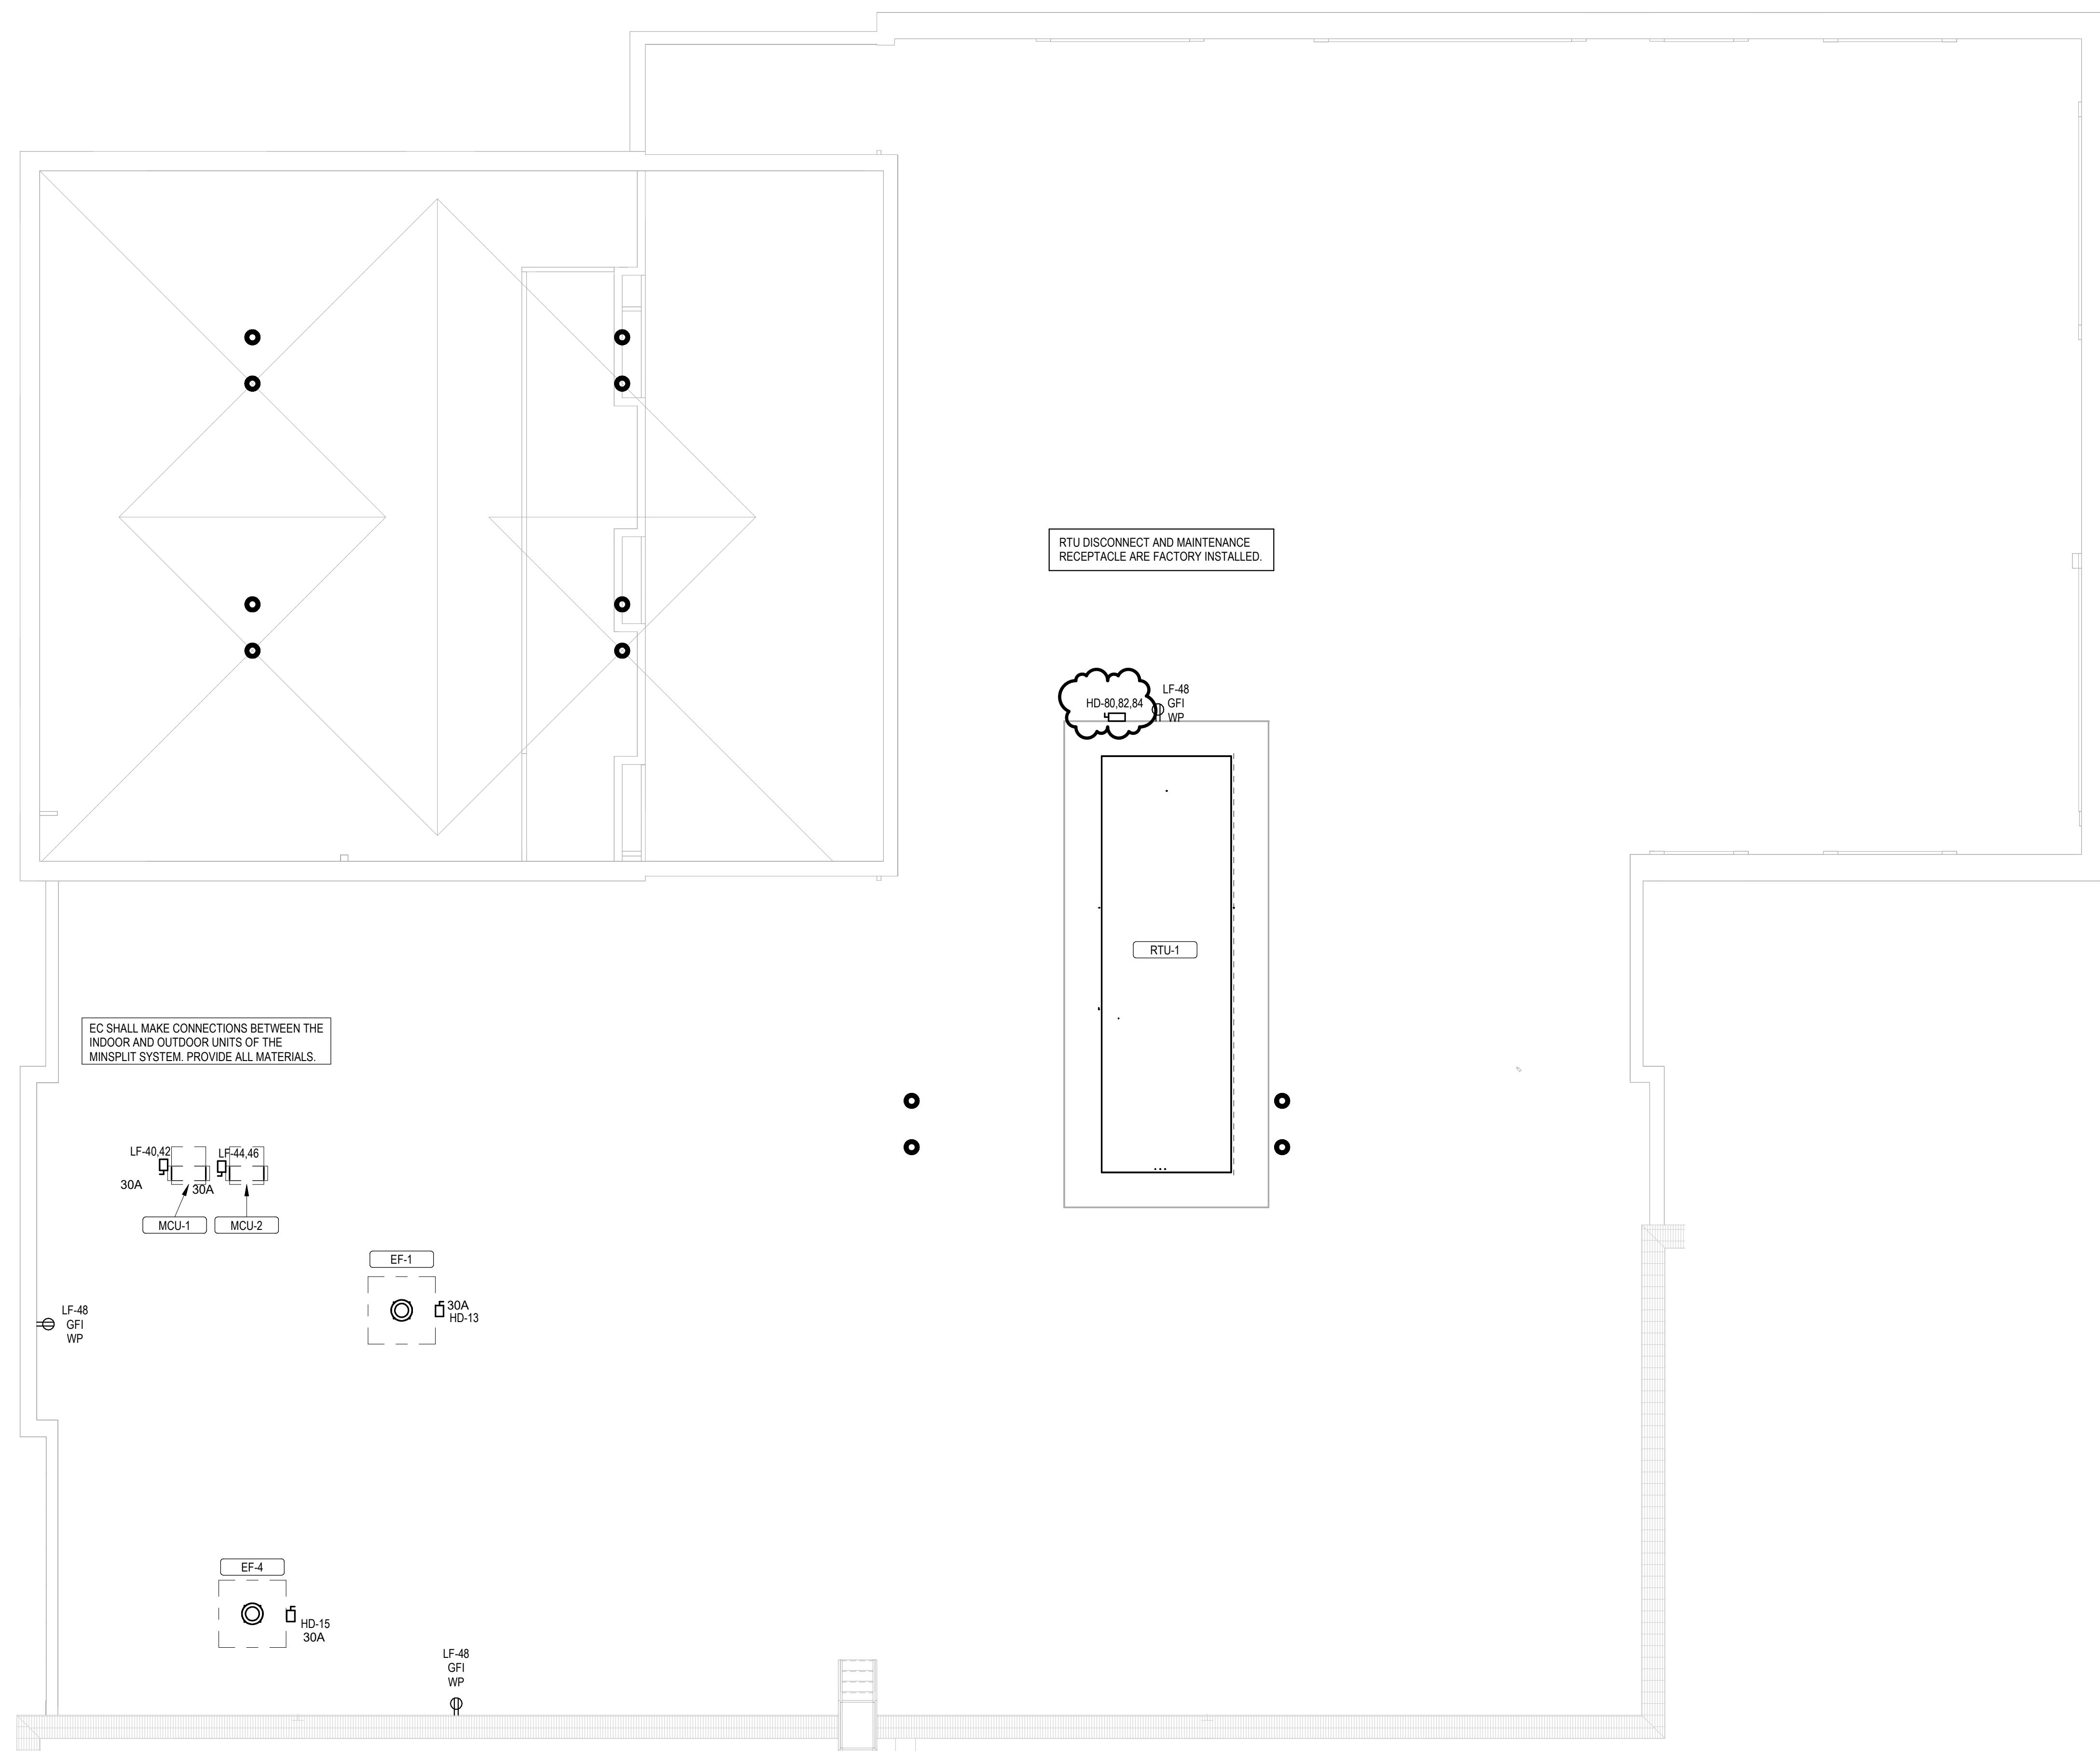 RTU DISCONNECT AND MAINTENANCE
RECEPTACLE ARE FACTORY INSTALLED.
HD-80,82,84
LF-48
GFI
WP
RTU-1
EC SHALL MAKE CONNECTIONS BETWEEN THE
INDOOR AND OUTDOOR UNITS OF THE
MINSPLIT SYSTEM. PROVIDE ALL MATERIALS.
LF-40,42
30A
MCU-1
LF-44,46
30A
MCU-2
EF-1
30A
HD-13
LF-48
GFI
WP
EF-4
HD-15
30A
LF-48
GFI
WP